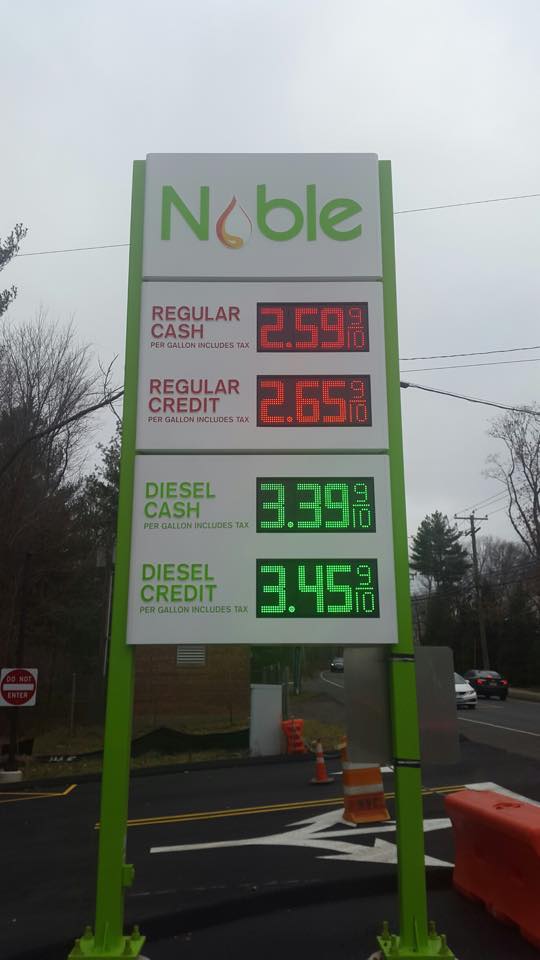 Noble
REGULAR
CASH
PER GALLON INCLUDES TAX
2.59 9/10
REGULAR
CREDIT
PER GALLON INCLUDES TAX
2.65 9/10
DIESEL
CASH
PER GALLON INCLUDES TAX
3.39 9/10
DIESEL
CREDIT
PER GALLON INCLUDES TAX
3.45 9/10
DO NOT
ENTER